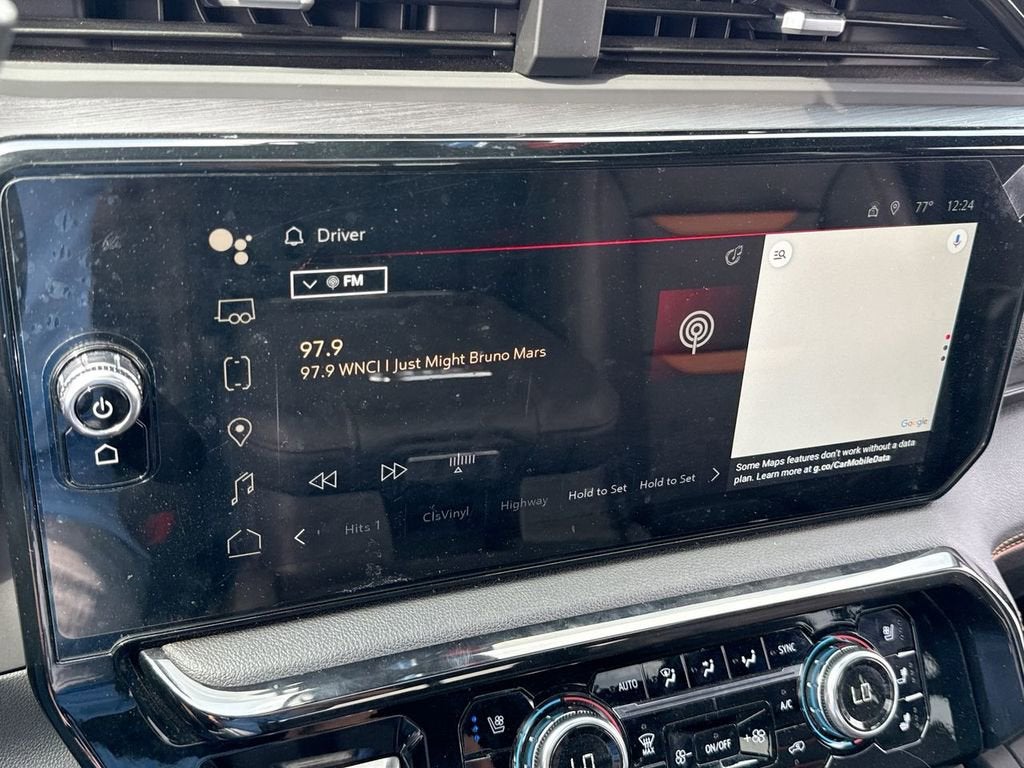 77° 12:24
Driver
FM
97.9
97.9 WNCI I Just Might Bruno Mars
Google
Some Maps features don't work without a data
plan. Learn more at g.co/CarMobileData
Hits 1 ClsVinyl Highway Hold to Set Hold to Set
AUTO SYNC
A/C
MAX ON/OFF
LO LO